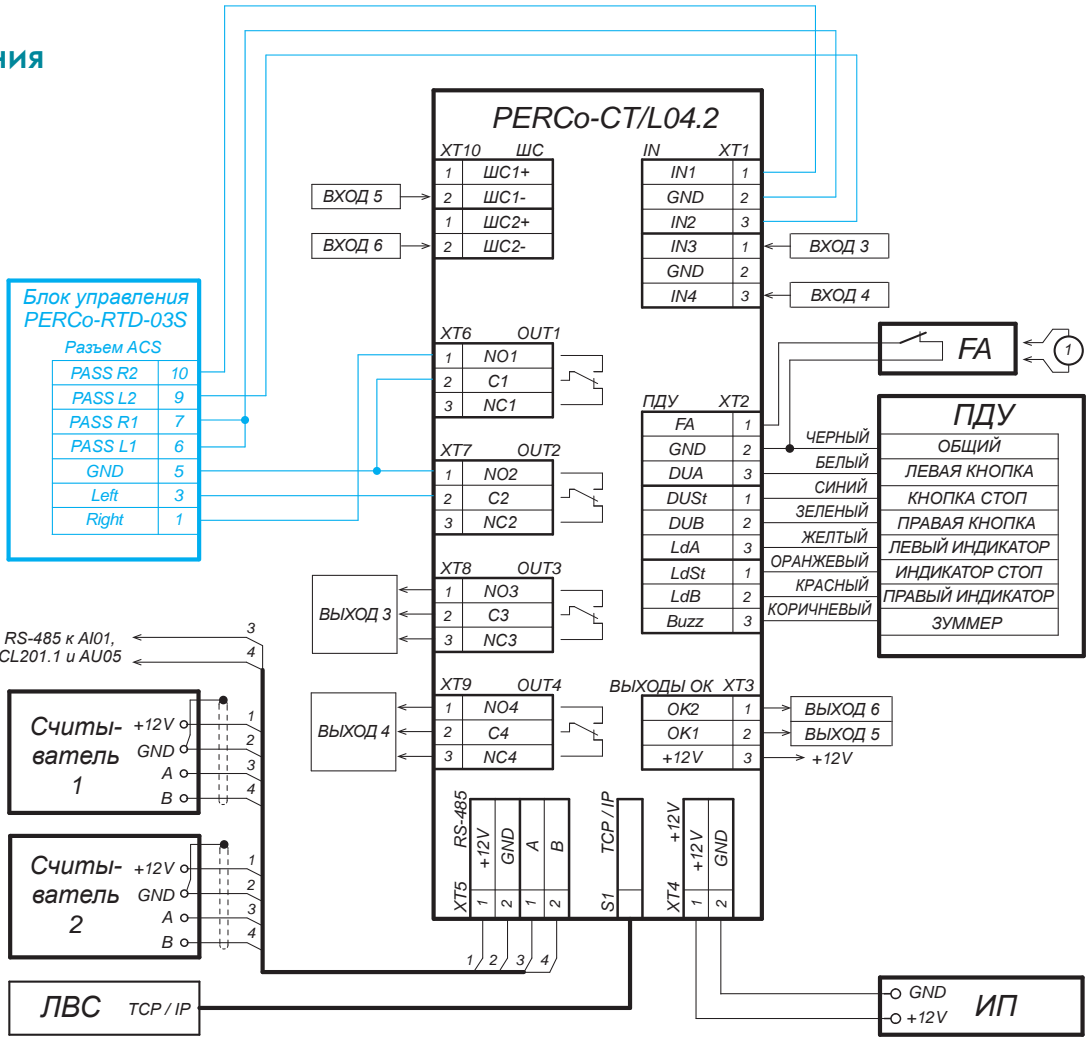 ния
PERCo-CT/L04.2
XT10 ШС
1 ШС1+
2 ШС1-
1 ШС2+
2 ШС2-
ВХОД 5
ВХОД 6
IN XT1
IN1 1
GND 2
IN2 3
IN3 1
GND 2
IN4 3
ВХОД 3
ВХОД 4
Блок управления
PERCo-RTD-03S
Разъем ACS
PASS R2 10
PASS L2 9
PASS R1 7
PASS L1 6
GND 5
Left 3
Right 1
XT6 OUT1
1 NO1
2 C1
3 NC1
XT7 OUT2
1 NO2
2 C2
3 NC2
XT8 OUT3
1 NO3
2 C3
3 NC3
ВЫХОД 3
XT9 OUT4
1 NO4
2 C4
3 NC4
ВЫХОД 4
FA
1
ПДУ XT2
FA 1
GND 2
DUA 3
DUSt 1
DUB 2
LdA 3
LdSt 1
LdB 2
Buzz 3
ЧЕРНЫЙ
БЕЛЫЙ
СИНИЙ
ЗЕЛЕНЫЙ
ЖЕЛТЫЙ
ОРАНЖЕВЫЙ
КРАСНЫЙ
КОРИЧНЕВЫЙ
ПДУ
ОБЩИЙ
ЛЕВАЯ КНОПКА
КНОПКА СТОП
ПРАВАЯ КНОПКА
ЛЕВЫЙ ИНДИКАТОР
ИНДИКАТОР СТОП
ПРАВЫЙ ИНДИКАТОР
ЗУММЕР
ВЫХОДЫ ОК XT3
OK2 1
OK1 2
+12V 3
ВЫХОД 6
ВЫХОД 5
+12V
RS-485 к AI01,
CL201.1 и AU05
3
4
Считы-
ватель
1
+12V 1
GND 2
A 3
B 4
Считы-
ватель
2
+12V 1
GND 2
A 3
B 4
XT5 RS-485
1 +12V
2 GND
1 A
2 B
1 2 3 4
S1 TCP / IP
XT4 +12V
1 +12V
2 GND
ЛВС TCP / IP
GND
+12V
ИП